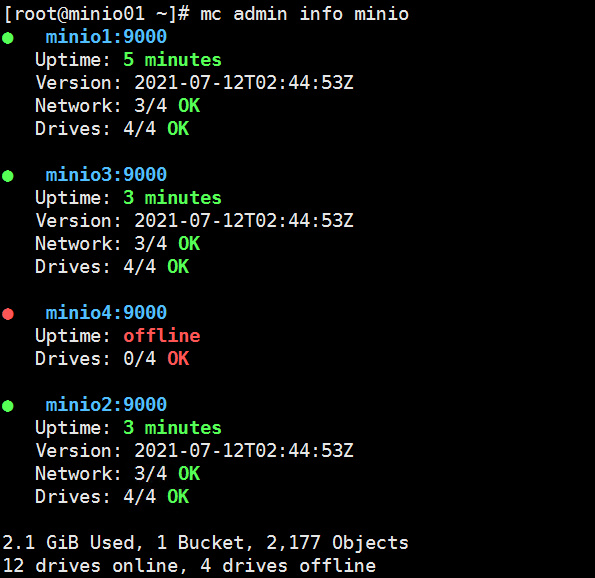 [root@minio01 ~]# mc admin info minio
● minio1:9000
Uptime: 5 minutes
Version: 2021-07-12T02:44:53Z
Network: 3/4 OK
Drives: 4/4 OK
● minio3:9000
Uptime: 3 minutes
Version: 2021-07-12T02:44:53Z
Network: 3/4 OK
Drives: 4/4 OK
● minio4:9000
Uptime: offline
Drives: 0/4 OK
● minio2:9000
Uptime: 3 minutes
Version: 2021-07-12T02:44:53Z
Network: 3/4 OK
Drives: 4/4 OK
2.1 GiB Used, 1 Bucket, 2,177 Objects
12 drives online, 4 drives offline